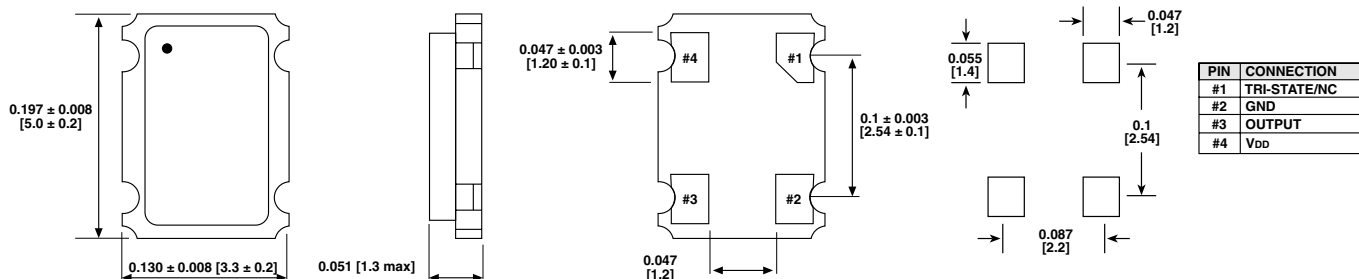 0.197 ± 0.008
[5.0 ± 0.2]
0.130 ± 0.008 [3.3 ± 0.2]
0.051 [1.3 max]
0.047 ± 0.003
[1.20 ± 0.1]
#4
#1
#3
#2
0.1 ± 0.003
[2.54 ± 0.1]
0.047
[1.2]
0.047
[1.2]
0.055
[1.4]
0.1
[2.54]
0.087
[2.2]
PIN CONNECTION
#1 TRI-STATE/NC
#2 GND
#3 OUTPUT
#4 VDD